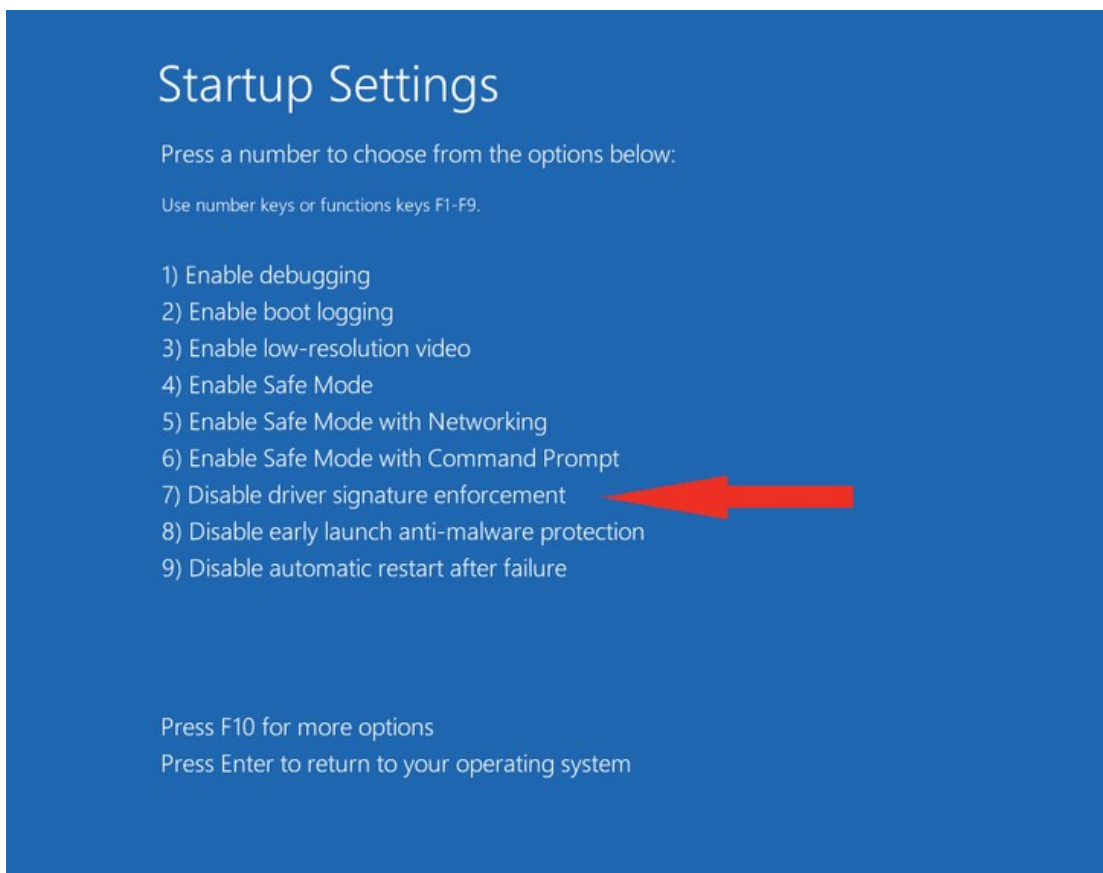 Startup Settings
Press a number to choose from the options below:
Use number keys or functions keys F1-F9.
1) Enable debugging
2) Enable boot logging
3) Enable low-resolution video
4) Enable Safe Mode
5) Enable Safe Mode with Networking
6) Enable Safe Mode with Command Prompt
7) Disable driver signature enforcement
8) Disable early launch anti-malware protection
9) Disable automatic restart after failure
Press F10 for more options
Press Enter to return to your operating system